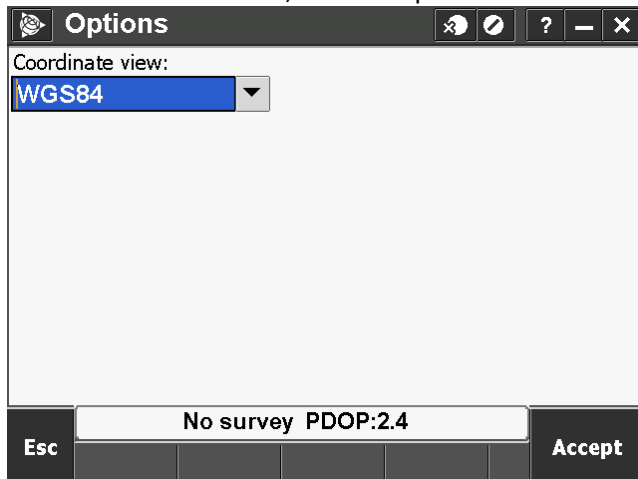 Options ? – X
Coordinate view:
WGS84
No survey PDOP:2.4
Esc
Accept